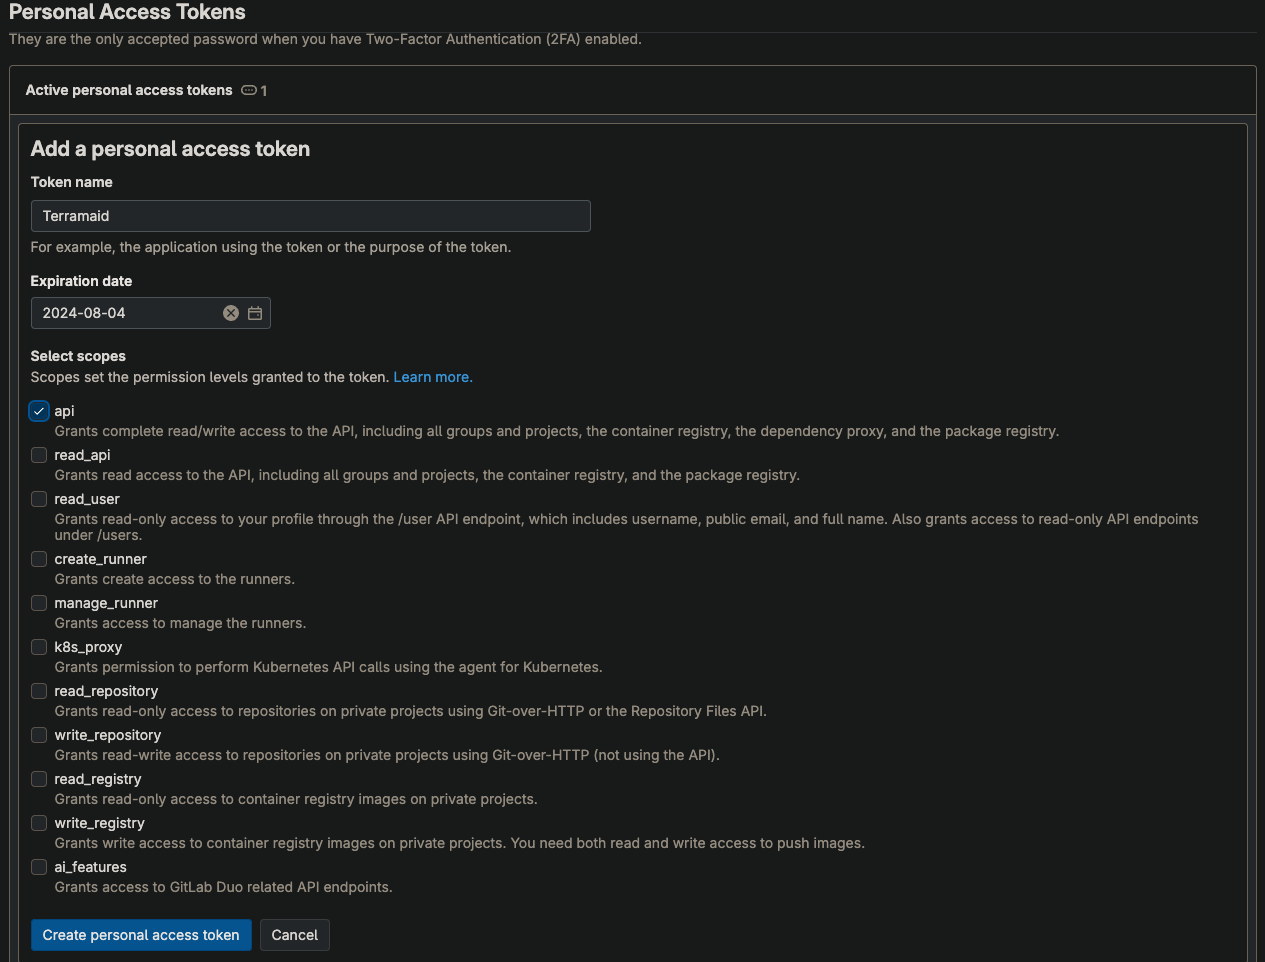 Personal Access Tokens
They are the only accepted password when you have Two-Factor Authentication (2FA) enabled.
Active personal access tokens 1
Add a personal access token
Token name
Terramaid
For example, the application using the token or the purpose of the token.
Expiration date
2024-08-04
Select scopes
Scopes set the permission levels granted to the token. Learn more.
api
Grants complete read/write access to the API, including all groups and projects, the container registry, the dependency proxy, and the package registry.
read_api
Grants read access to the API, including all groups and projects, the container registry, and the package registry.
read_user
Grants read-only access to your profile through the /user API endpoint, which includes username, public email, and full name. Also grants access to read-only API endpoints
under /users.
create_runner
Grants create access to the runners.
manage_runner
Grants access to manage the runners.
k8s_proxy
Grants permission to perform Kubernetes API calls using the agent for Kubernetes.
read_repository
Grants read-only access to repositories on private projects using Git-over-HTTP or the Repository Files API.
write_repository
Grants read-write access to repositories on private projects using Git-over-HTTP (not using the API).
read_registry
Grants read-only access to container registry images on private projects.
write_registry
Grants write access to container registry images on private projects. You need both read and write access to push images.
ai_features
Grants access to GitLab Duo related API endpoints.
Create personal access token Cancel